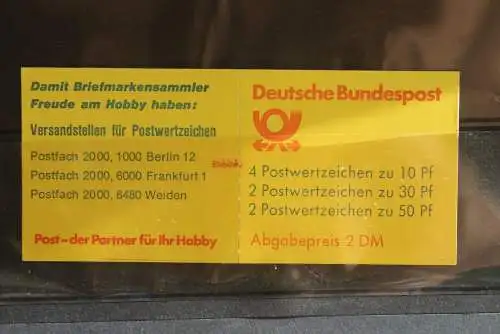 Damit Briefmarkensammler
Freude am Hobby haben:
Versandstellen für Postwertzeichen
Postfach 2000, 1000 Berlin 12
Postfach 2000, 6000 Frankfurt 1
Postfach 2000, 6480 Weiden
Post – der Partner für Ihr Hobby
Deutsche Bundespost
4 Postwertzeichen zu 10 Pf
2 Postwertzeichen zu 30 Pf
2 Postwertzeichen zu 50 Pf
Abgabepreis 2 DM